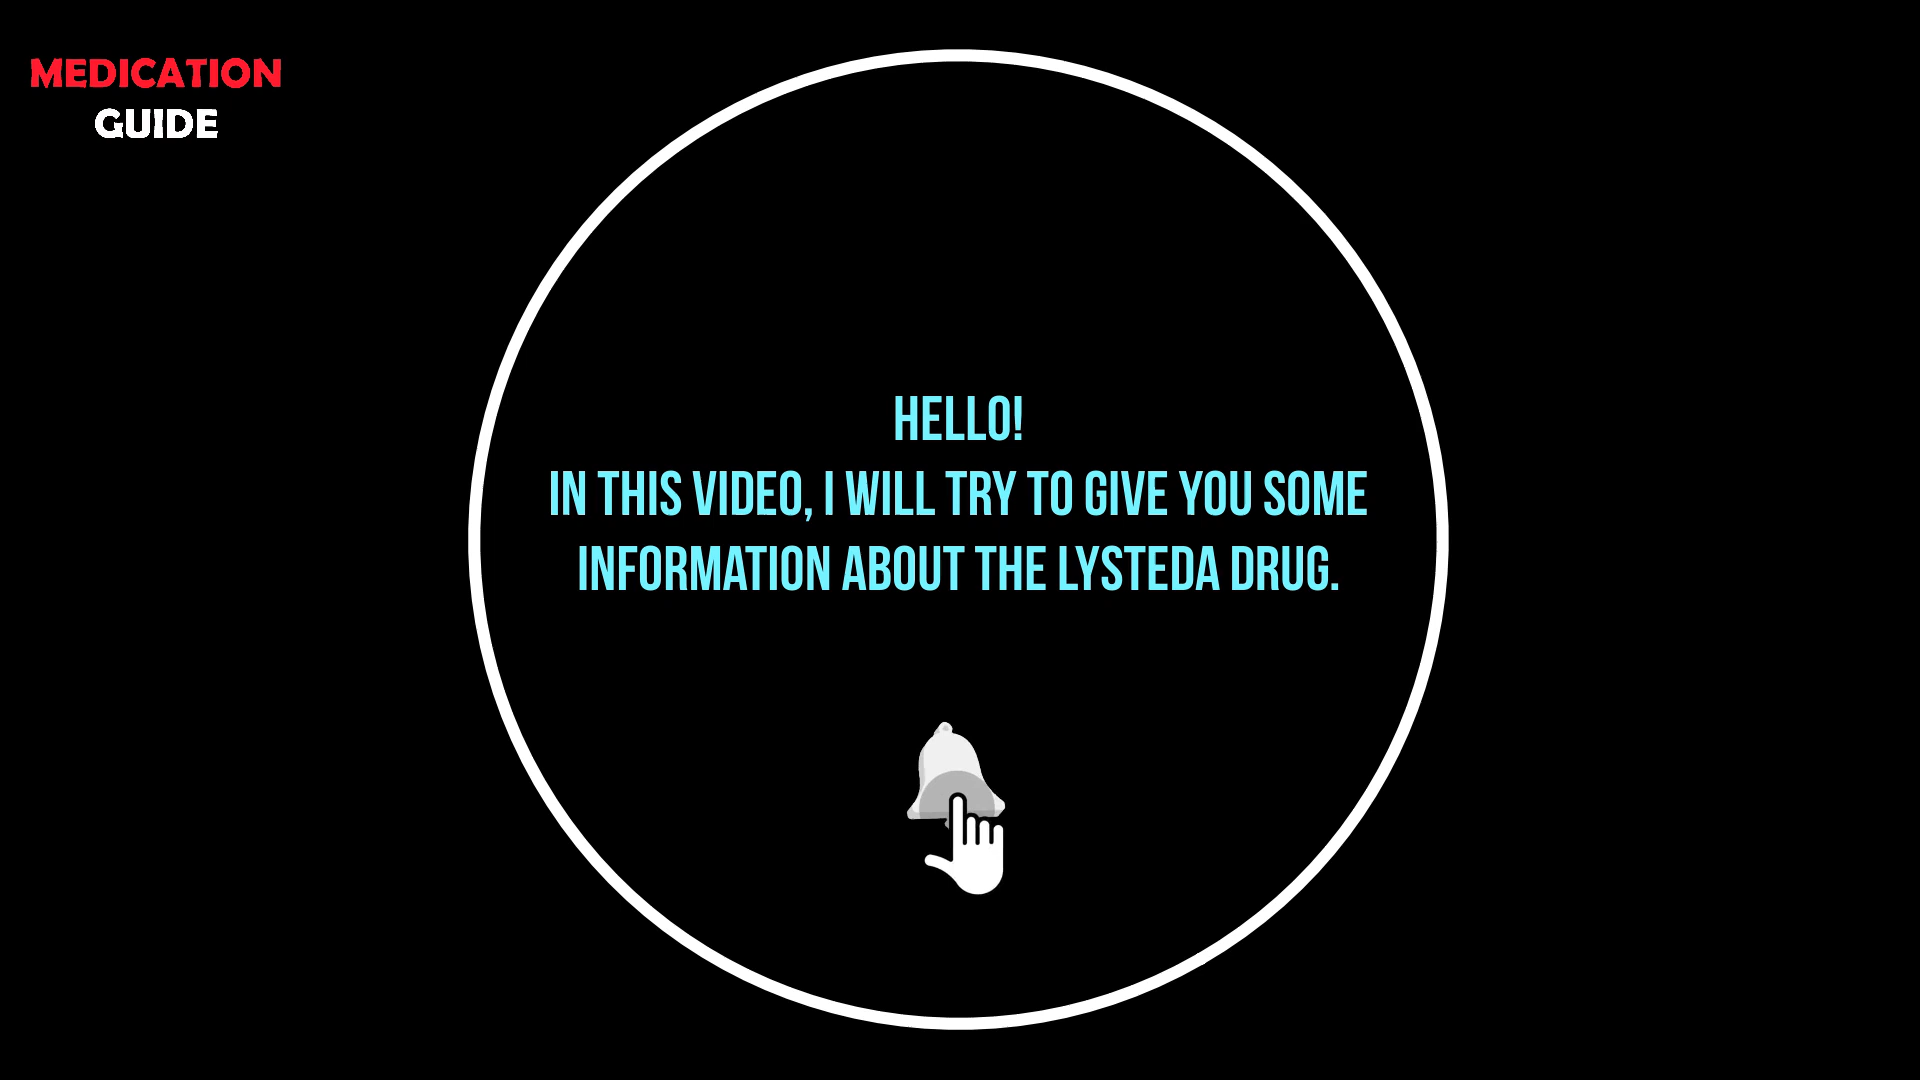 MEDICATION
GUIDE
HELLO!
IN THIS VIDEO, I WILL TRY TO GIVE YOU SOME
INFORMATION ABOUT THE LYSTEDA DRUG.